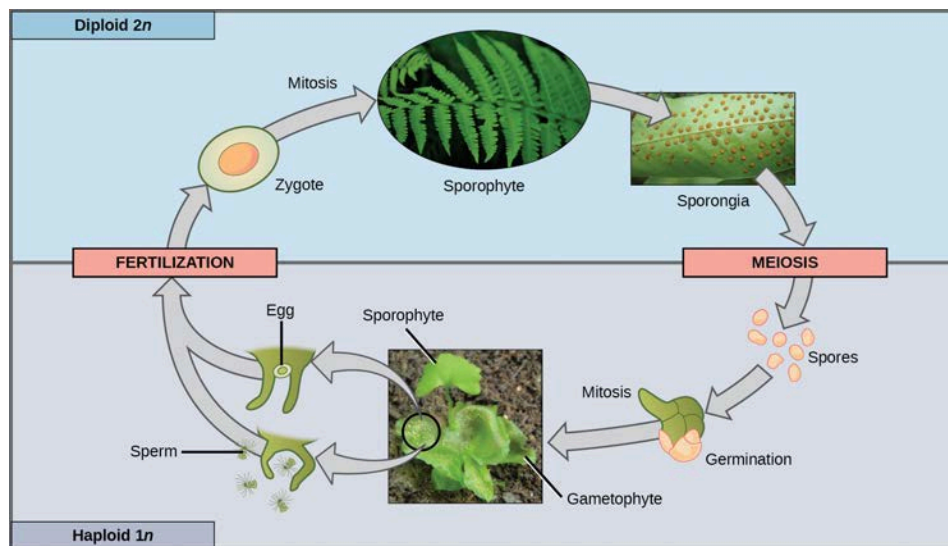 Diploid 2n
Mitosis
Zygote
Sporophyte
Sporongia
FERTILIZATION
MEIOSIS
Egg
Sporophyte
Spores
Mitosis
Sperm
Germination
Gametophyte
Haploid 1n